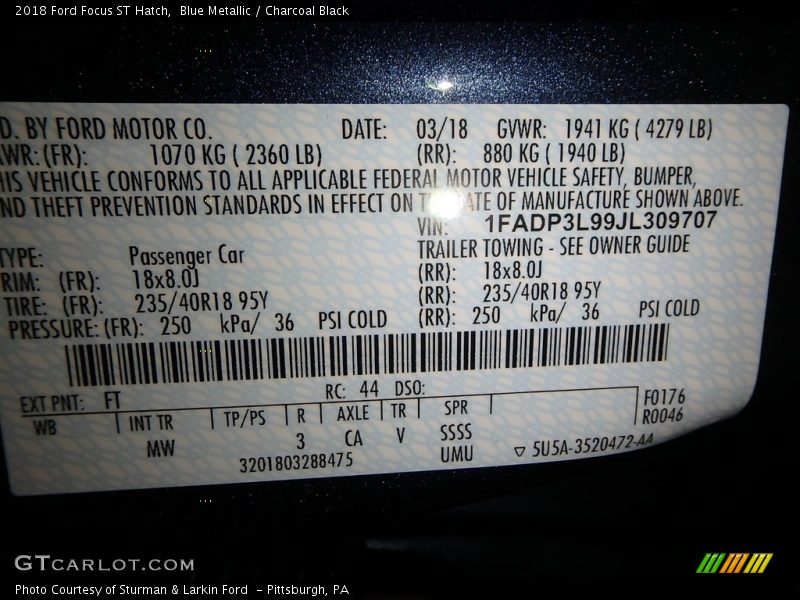 2018 Ford Focus ST Hatch,  Blue Metallic / Charcoal Black
D. BY FORD MOTOR CO. DATE: 03/18 GVWR: 1941 KG ( 4279 LB)
WR: (FR): 1070 KG ( 2360 LB) (RR): 880 KG ( 1940 LB)
HIS VEHICLE CONFORMS TO ALL APPLICABLE FEDERAL MOTOR VEHICLE SAFETY, BUMPER,
ND THEFT PREVENTION STANDARDS IN EFFECT ON THE DATE OF MANUFACTURE SHOWN ABOVE.
VIN: 1FADP3L99JL309707
TYPE: Passenger Car TRAILER TOWING - SEE OWNER GUIDE
RIM: (FR): 18x8.0J (RR): 18x8.0J
TIRE: (FR): 235/40R18 95Y (RR): 235/40R18 95Y
PRESSURE: (FR): 250 kPa/ 36 PSI COLD (RR): 250 kPa/ 36 PSI COLD
EXT PNT: FT RC: 44 DSO: F0176
WB INT TR TP/PS R AXLE TR SPR R0046
MW 3 CA V SSSS
3201803288475 UMU ▽ 5U5A-3520472-AA
GTCARLOT.COM
Photo Courtesy of Sturman & Larkin Ford  - Pittsburgh, PA